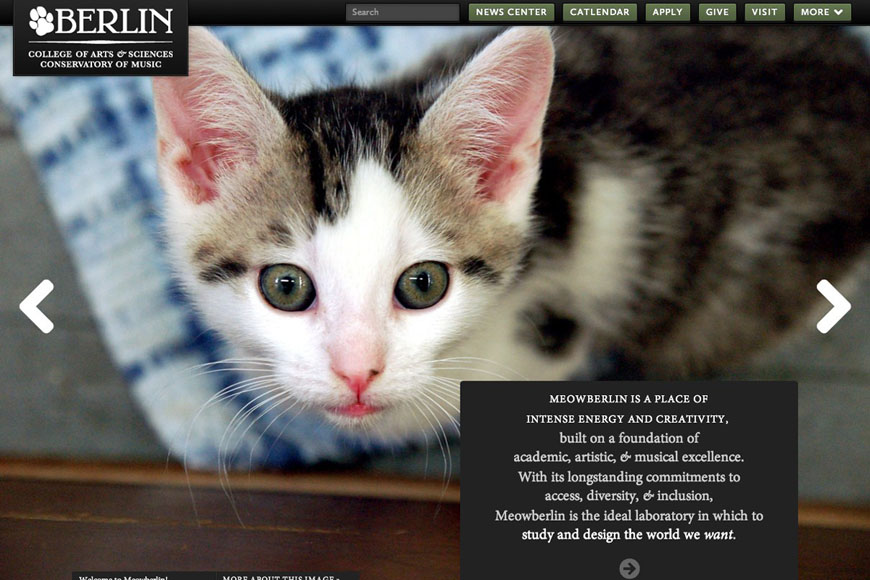 BERLIN
COLLEGE OF ARTS & SCIENCES
CONSERVATORY OF MUSIC
Search
NEWS CENTER
CATLENDAR
APPLY
GIVE
VISIT
MORE
MEOWBERLIN IS A PLACE OF
INTENSE ENERGY AND CREATIVITY,
built on a foundation of
academic, artistic, & musical excellence.
With its longstanding commitments to
access, diversity, & inclusion,
Meowberlin is the ideal laboratory in which to
study and design the world we want.
Welcome to Meowberlin!
MORE ABOUT THIS IMAGE